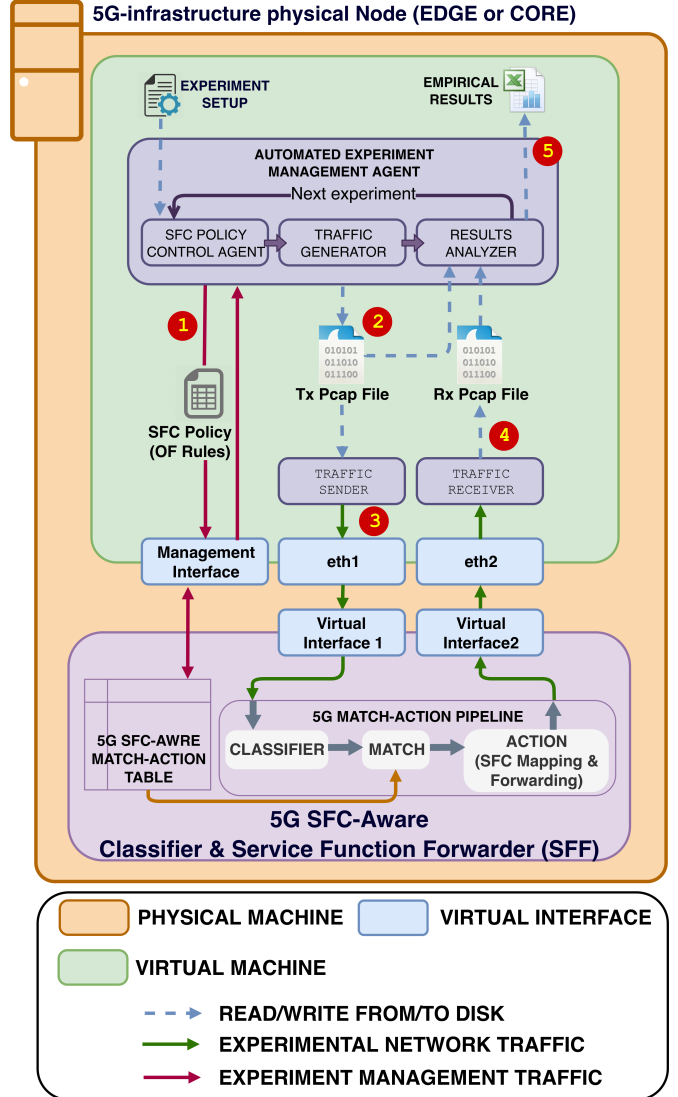 5G-infrastructure physical Node (EDGE or CORE)
EXPERIMENT
SETUP
EMPIRICAL
RESULTS
5
AUTOMATED EXPERIMENT
MANAGEMENT AGENT
Next experiment
SFC POLICY
CONTROL AGENT
TRAFFIC
GENERATOR
RESULTS
ANALYZER
1
2
010101
011010
011100
010101
011010
011100
Tx Pcap File
Rx Pcap File
SFC Policy
(OF Rules)
4
TRAFFIC
SENDER
TRAFFIC
RECEIVER
3
Management
Interface
eth1
eth2
Virtual
Interface 1
Virtual
Interface2
5G SFC-AWRE
MATCH-ACTION
TABLE
5G MATCH-ACTION PIPELINE
CLASSIFIER
MATCH
ACTION
(SFC Mapping &
Forwarding)
5G SFC-Aware
Classifier & Service Function Forwarder (SFF)
PHYSICAL MACHINE
VIRTUAL INTERFACE
VIRTUAL MACHINE
READ/WRITE FROM/TO DISK
EXPERIMENTAL NETWORK TRAFFIC
EXPERIMENT MANAGEMENT TRAFFIC